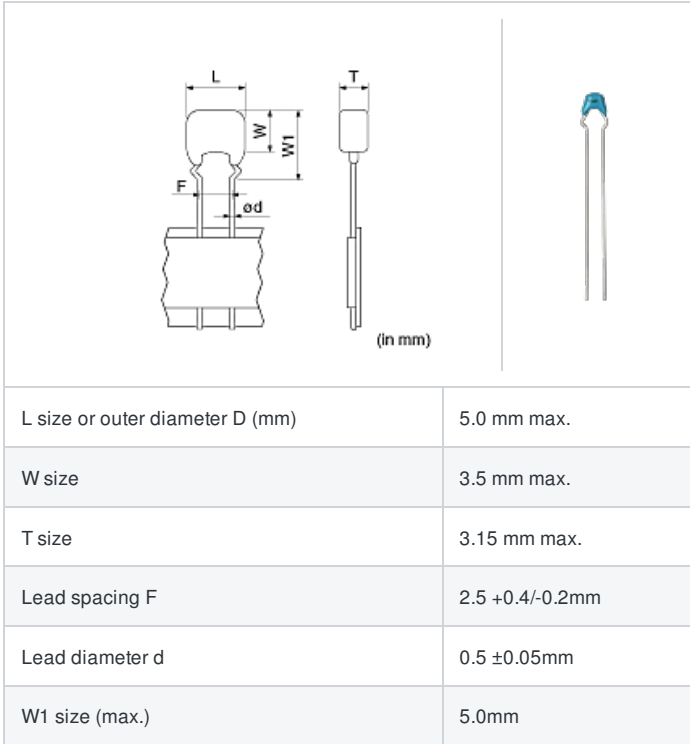 L
T
W
W1
F
ød
(in mm)
L size or outer diameter D (mm) 5.0 mm max.
W size 3.5 mm max.
T size 3.15 mm max.
Lead spacing F 2.5 +0.4/-0.2mm
Lead diameter d 0.5 ±0.05mm
W1 size (max.) 5.0mm